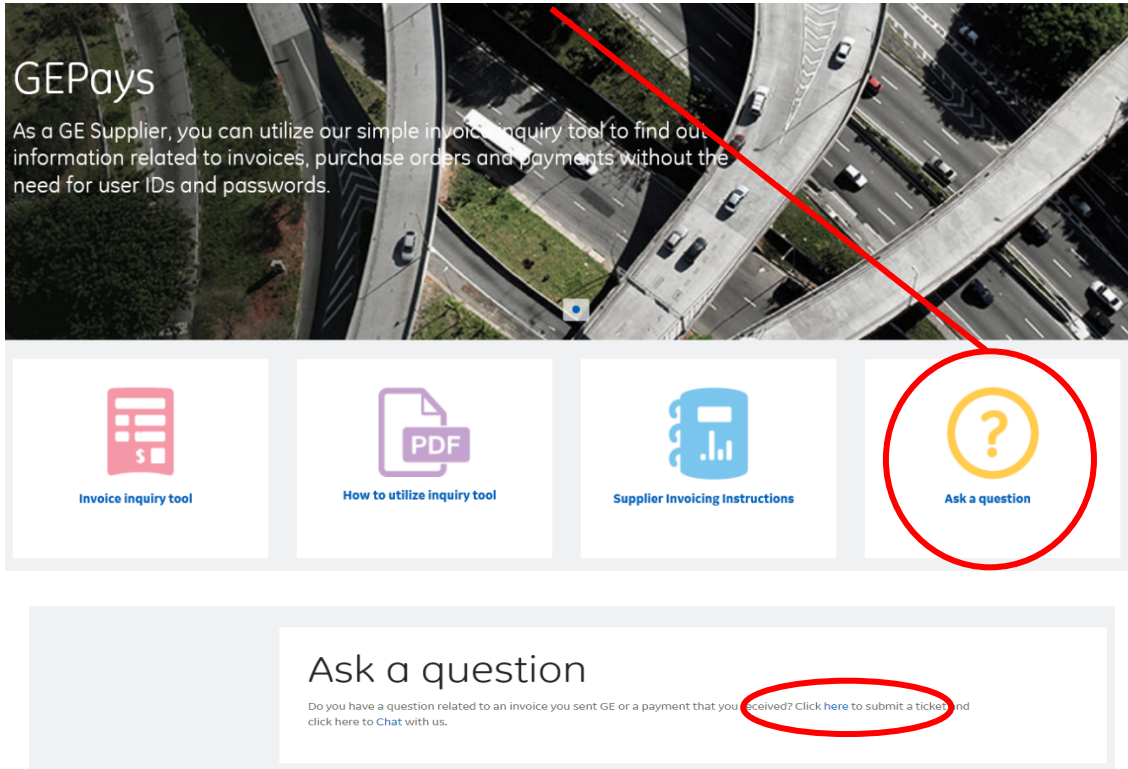 GEPays
As a GE Supplier, you can utilize our simple invoice inquiry tool to find out
information related to invoices, purchase orders and payments without the
need for user IDs and passwords.
$
PDF
?
Invoice inquiry tool
How to utilize inquiry tool
Supplier Invoicing Instructions
Ask a question
Ask a question
Do you have a question related to an invoice you sent GE or a payment that you received? Click here to submit a ticket and
click here to Chat with us.